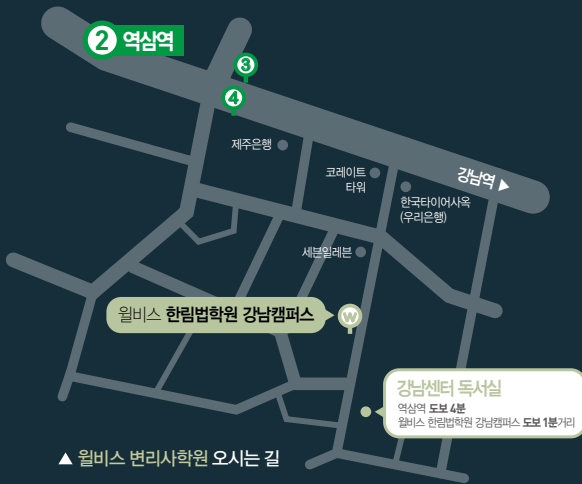 2 역삼역
3
4
제주은행
코레이트
타워
강남역 ▶
한국타이어사옥
(우리은행)
세븐일레븐
월비스 한림법학원 강남캠퍼스
W
강남센터 독서실
역삼역 도보 4분
월비스 한림법학원 강남캠퍼스 도보 1분거리
▲ 월비스 변리사학원 오시는 길